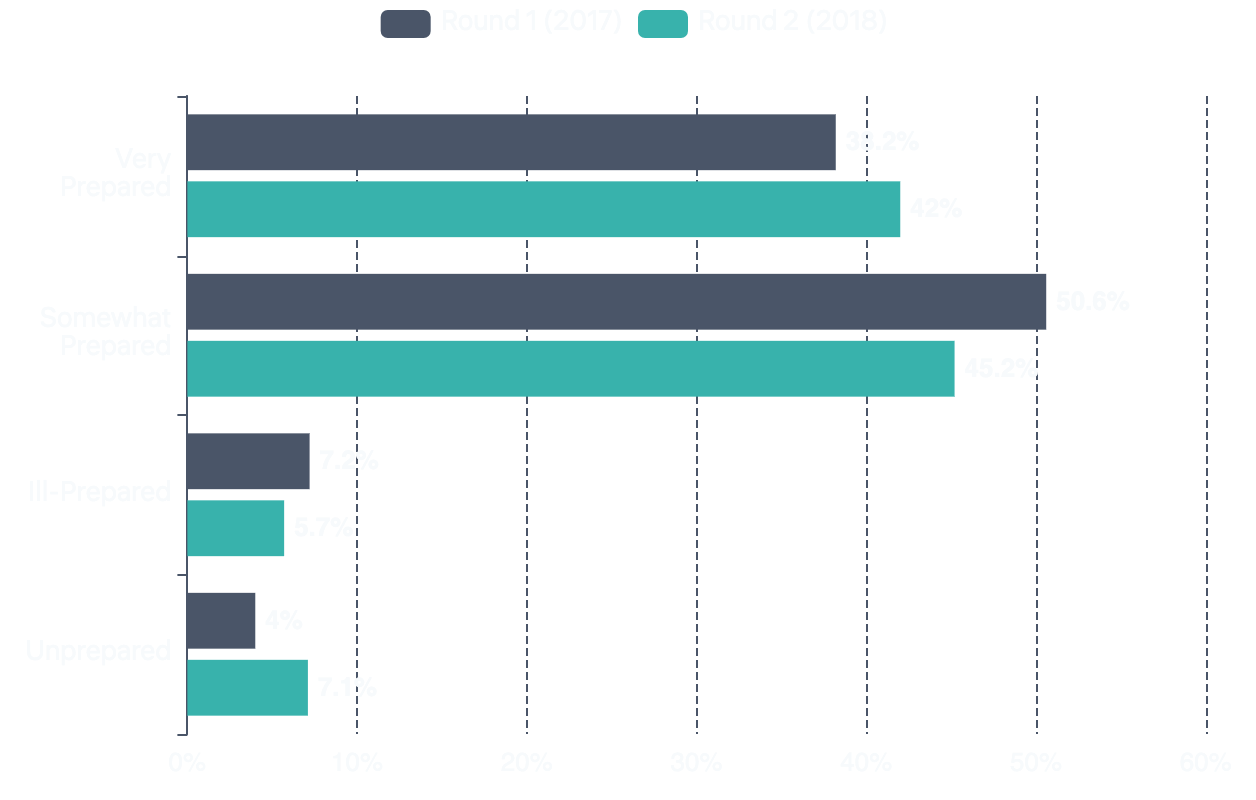 Round 1 (2017) Round 2 (2018)
Very
Prepared
38.2%
42%
Somewhat
Prepared
50.6%
45.2%
Ill-Prepared
7.2%
5.7%
Unprepared
4%
7.1%
0% 10% 20% 30% 40% 50% 60%